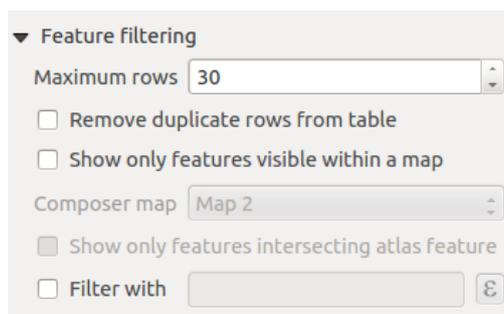 Feature filtering
Maximum rows 30
Remove duplicate rows from table
Show only features visible within a map
Composer map Map 2
Show only features intersecting atlas feature
Filter with ε